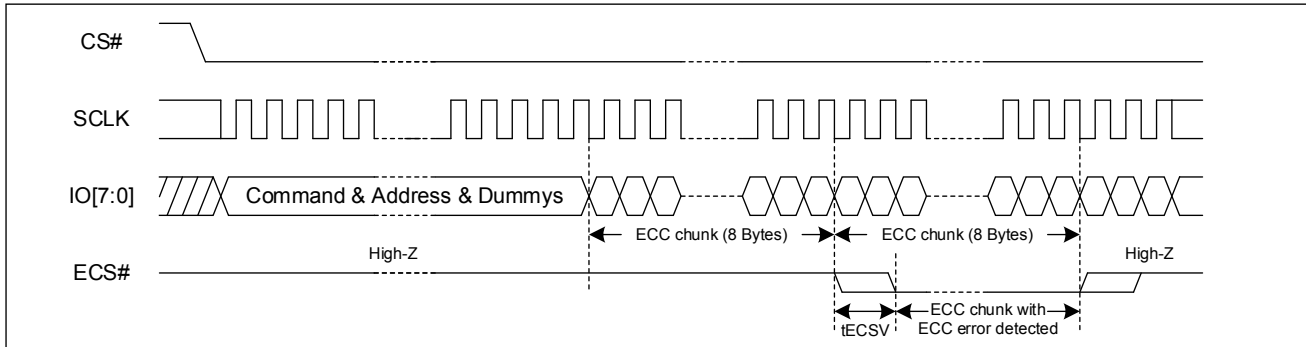 CS#
SCLK
IO[7:0]
Command & Address & Dummys
ECC chunk (8 Bytes)
ECC chunk (8 Bytes)
High-Z
High-Z
ECS#
tECSV
ECC chunk with
ECC error detected